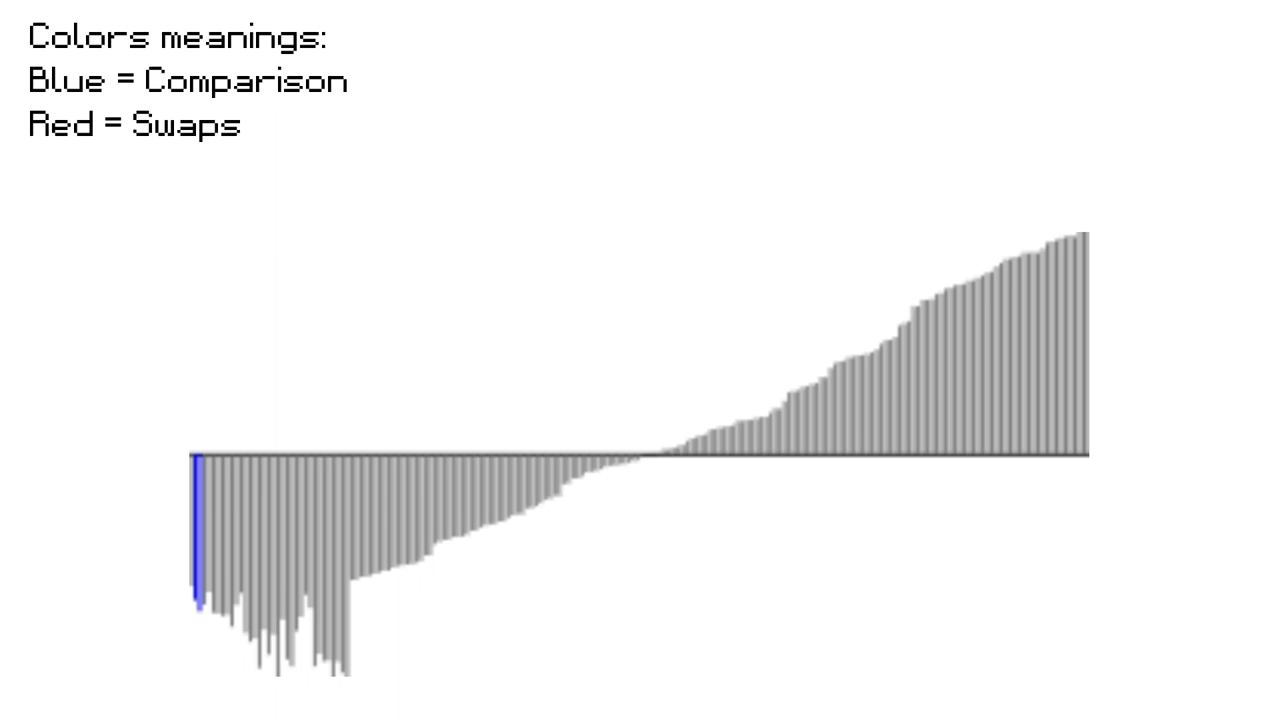 Colors meanings:
Blue = Comparison
Red = Swaps